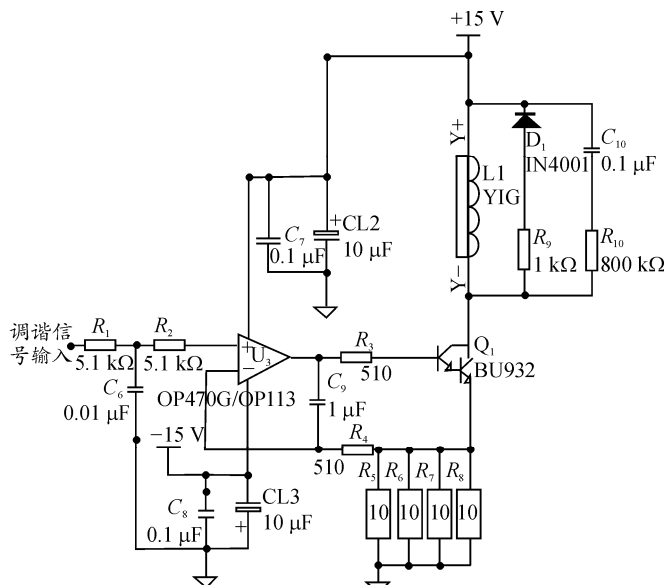 +15 V
Y+
D₁
IN4001
C₁₀
0.1 μF
L1
YIG
+CL2
10 μF
C₇
0.1 μF
R₉
1 kΩ
R₁₀
800 kΩ
Y−
调谐信
号输入
R₁
5.1 kΩ
R₂
5.1 kΩ
+
−
U₃
R₃
510
Q₁
BU932
C₆
0.01 μF
OP470G/OP113
C₉
1 μF
−15 V
R₄
510
R₅
R₆
R₇
R₈
C₈
0.1 μF
CL3
+
10 μF
10
10
10
10